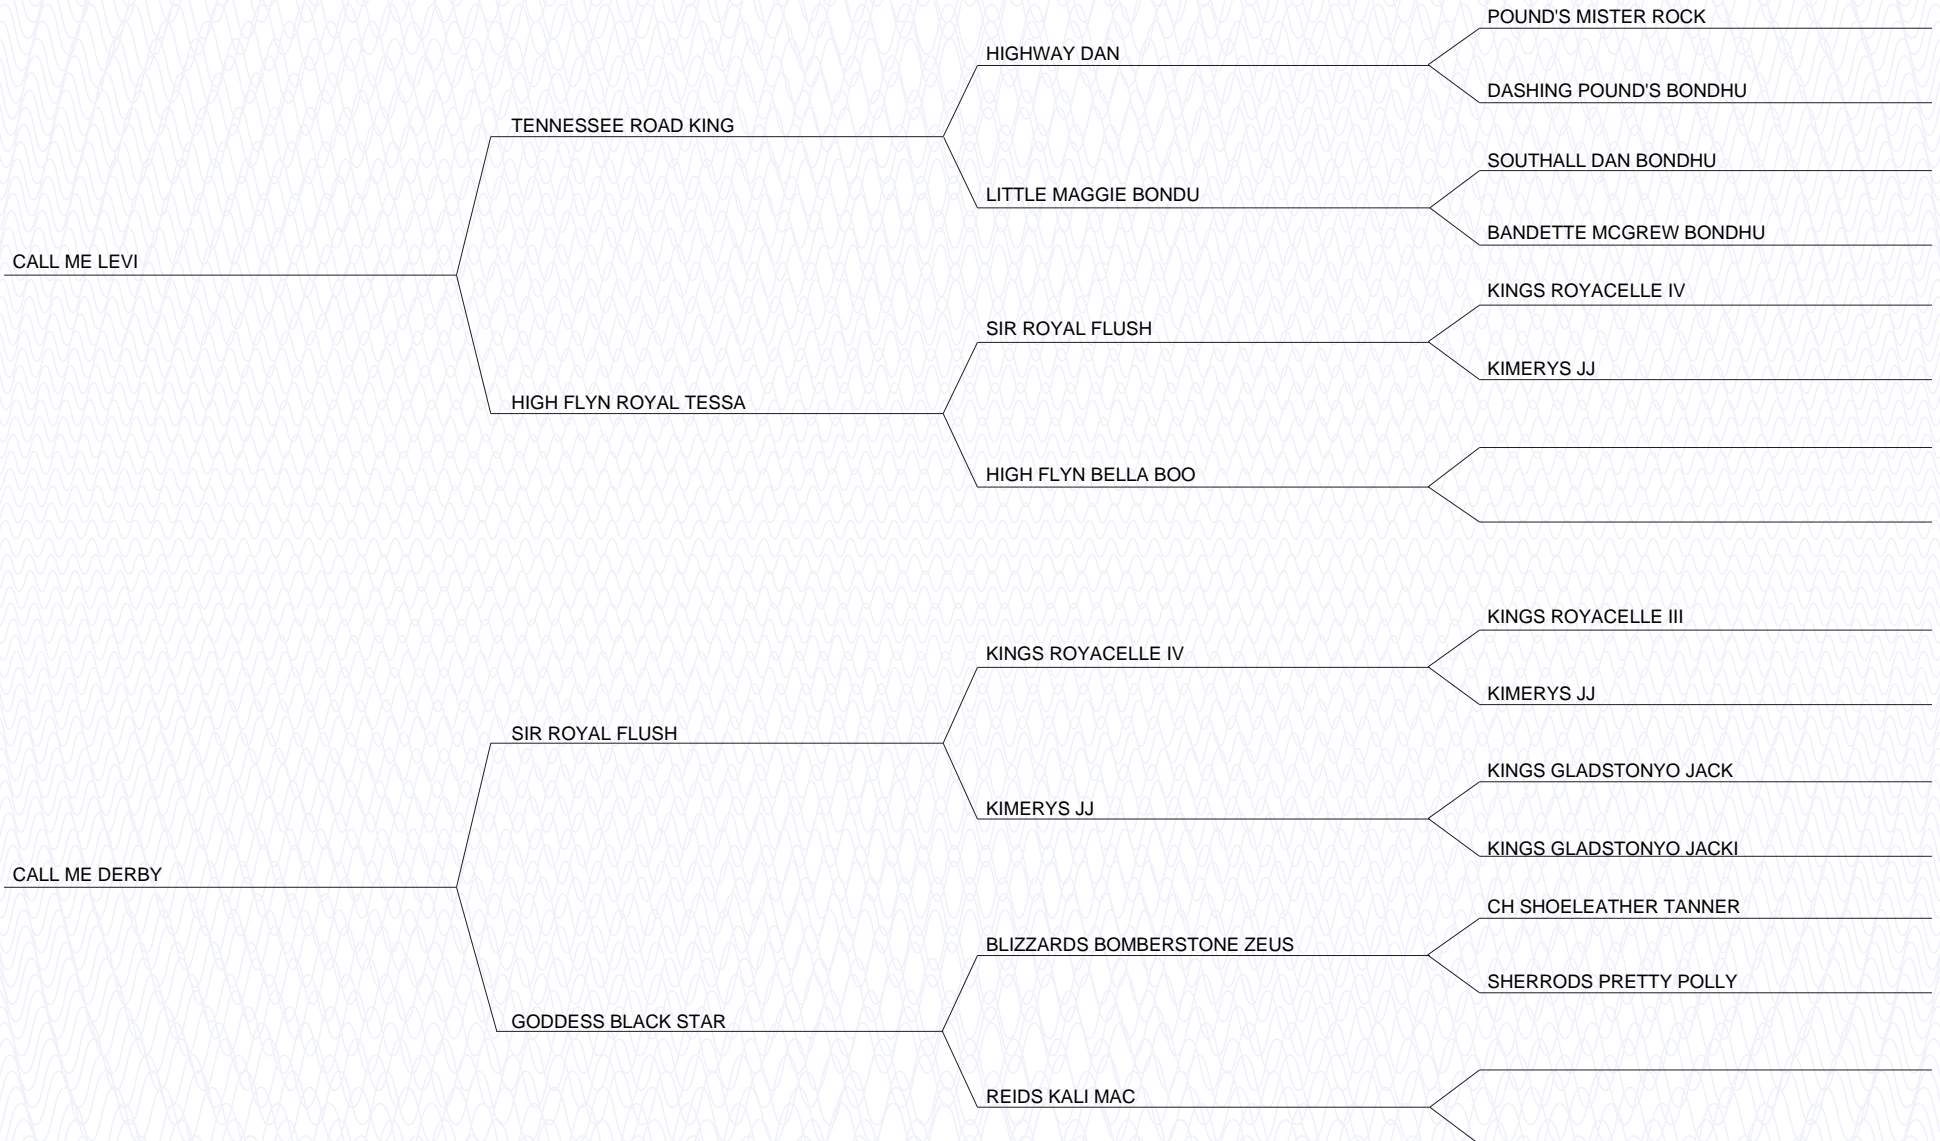 POUND'S MISTER ROCK
HIGHWAY DAN
DASHING POUND'S BONDHU
TENNESSEE ROAD KING
SOUTHALL DAN BONDHU
LITTLE MAGGIE BONDU
BANDETTE MCGREW BONDHU
CALL ME LEVI
KINGS ROYACELLE IV
SIR ROYAL FLUSH
KIMERYS JJ
HIGH FLYN ROYAL TESSA
HIGH FLYN BELLA BOO
KINGS ROYACELLE III
KINGS ROYACELLE IV
KIMERYS JJ
SIR ROYAL FLUSH
KINGS GLADSTONYO JACK
KIMERYS JJ
KINGS GLADSTONYO JACKI
CALL ME DERBY
CH SHOELEATHER TANNER
BLIZZARDS BOMBERSTONE ZEUS
SHERRODS PRETTY POLLY
GODDESS BLACK STAR
REIDS KALI MAC